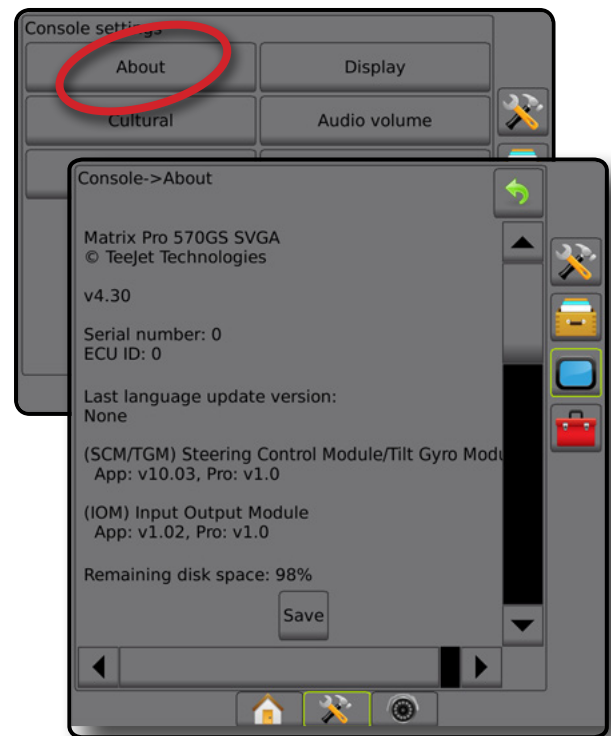 Console settings
About
Display
Cultural
Audio volume
Console->About
Matrix Pro 570GS SVGA
© TeeJet Technologies
v4.30
Serial number: 0
ECU ID: 0
Last language update version:
None
(SCM/TGM) Steering Control Module/Tilt Gyro Modu
App: v10.03, Pro: v1.0
(IOM) Input Output Module
App: v1.02, Pro: v1.0
Remaining disk space: 98%
Save